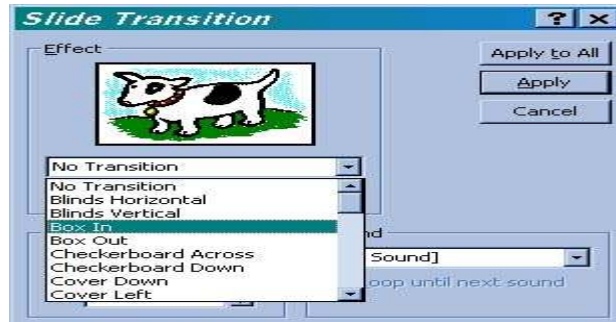 Slide Transition
Effect
Apply to All
Apply
Cancel
No Transition
No Transition
Blinds Horizontal
Blinds Vertical
Box In
Box Out
Checkerboard Across
Checkerboard Down
Cover Down
Cover Left
Sound]
until next sound